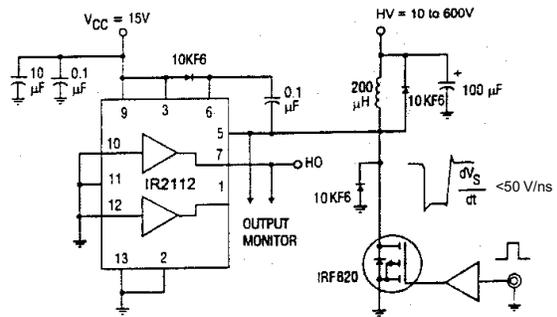 V_CC = 15V
HV = 10 to 600V
10 μF
0.1 μF
10KF6
0.1 μF
200 μH
10KF6
+
100 μF
9
3
6
5
10
7
HO
11
IR2112
1
12
OUTPUT MONITOR
13
2
10KF6
dV_S
dt
<50 V/ns
IRF820